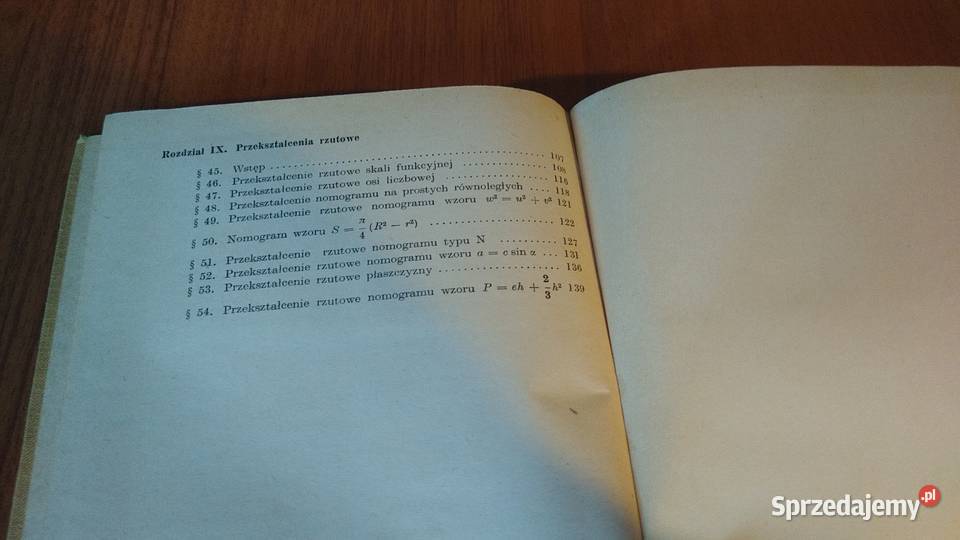 Rozdział IX. Przekształcenia rzutowe
§ 45. Wstęp . . . . . . . . . . . . . . . . . . . . . . . . . . . . . . 107
§ 46. Przekształcenie rzutowe skali funkcyjnej . . . . . . . . . . 108
§ 47. Przekształcenie rzutowe osi liczbowej . . . . . . . . . . . . 116
§ 48. Przekształcenie nomogramu na prostych równoległych . . . . 118
§ 49. Przekształcenie rzutowe nomogramu wzoru w² = u² + v² 121
§ 50. Nomogram wzoru S = π/4 (R² − r²) . . . . . . . . . . . . . . 122
§ 51. Przekształcenie rzutowe nomogramu typu N . . . . . . . . . . 127
§ 52. Przekształcenie rzutowe nomogramu wzoru a = c sin α . . . 131
§ 53. Przekształcenie rzutowe płaszczyzny . . . . . . . . . . . . . 136
§ 54. Przekształcenie rzutowe nomogramu wzoru P = eh + 2/3 h² 139
Sprzedajemy.pl